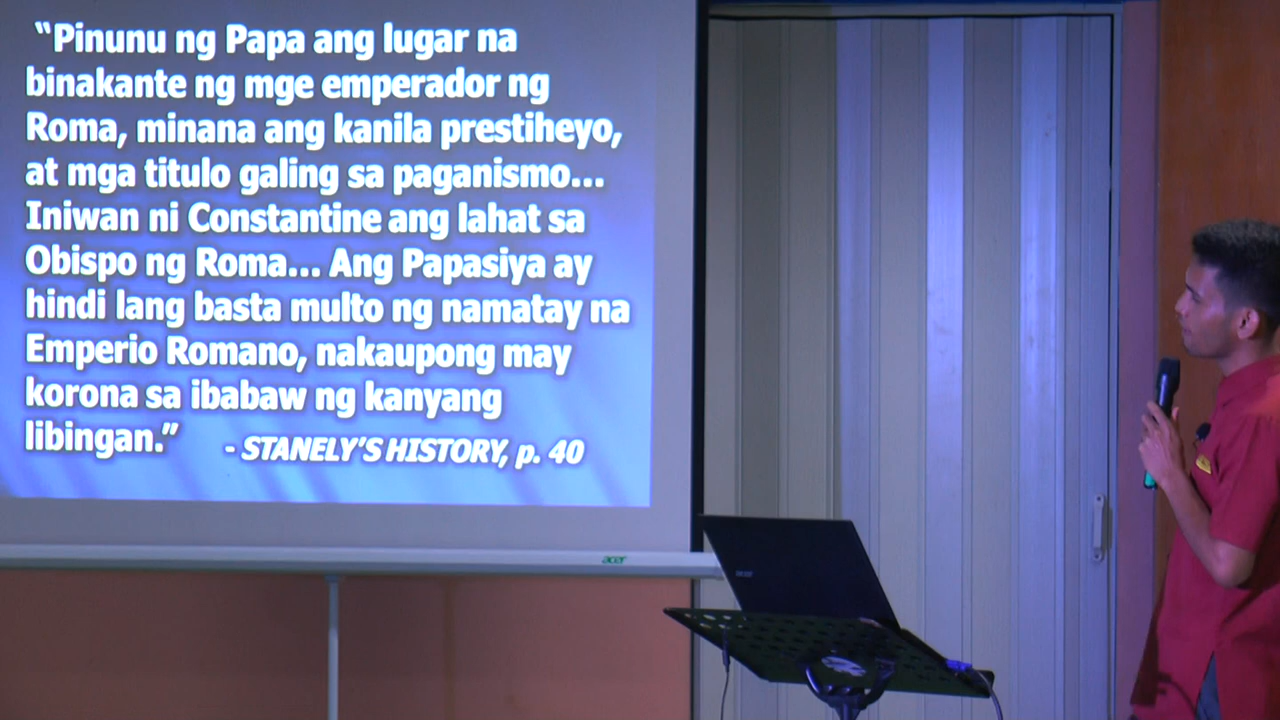 “Pinunu ng Papa ang lugar na
binakante ng mge emperador ng
Roma, minana ang kanila prestiheyo,
at mga titulo galing sa paganismo...
Iniwan ni Constantine ang lahat sa
Obispo ng Roma... Ang Papasiya ay
hindi lang basta multo ng namatay na
Emperio Romano, nakaupong may
korona sa ibabaw ng kanyang
libingan.”
- STANELY’S HISTORY, p. 40
acer
acer